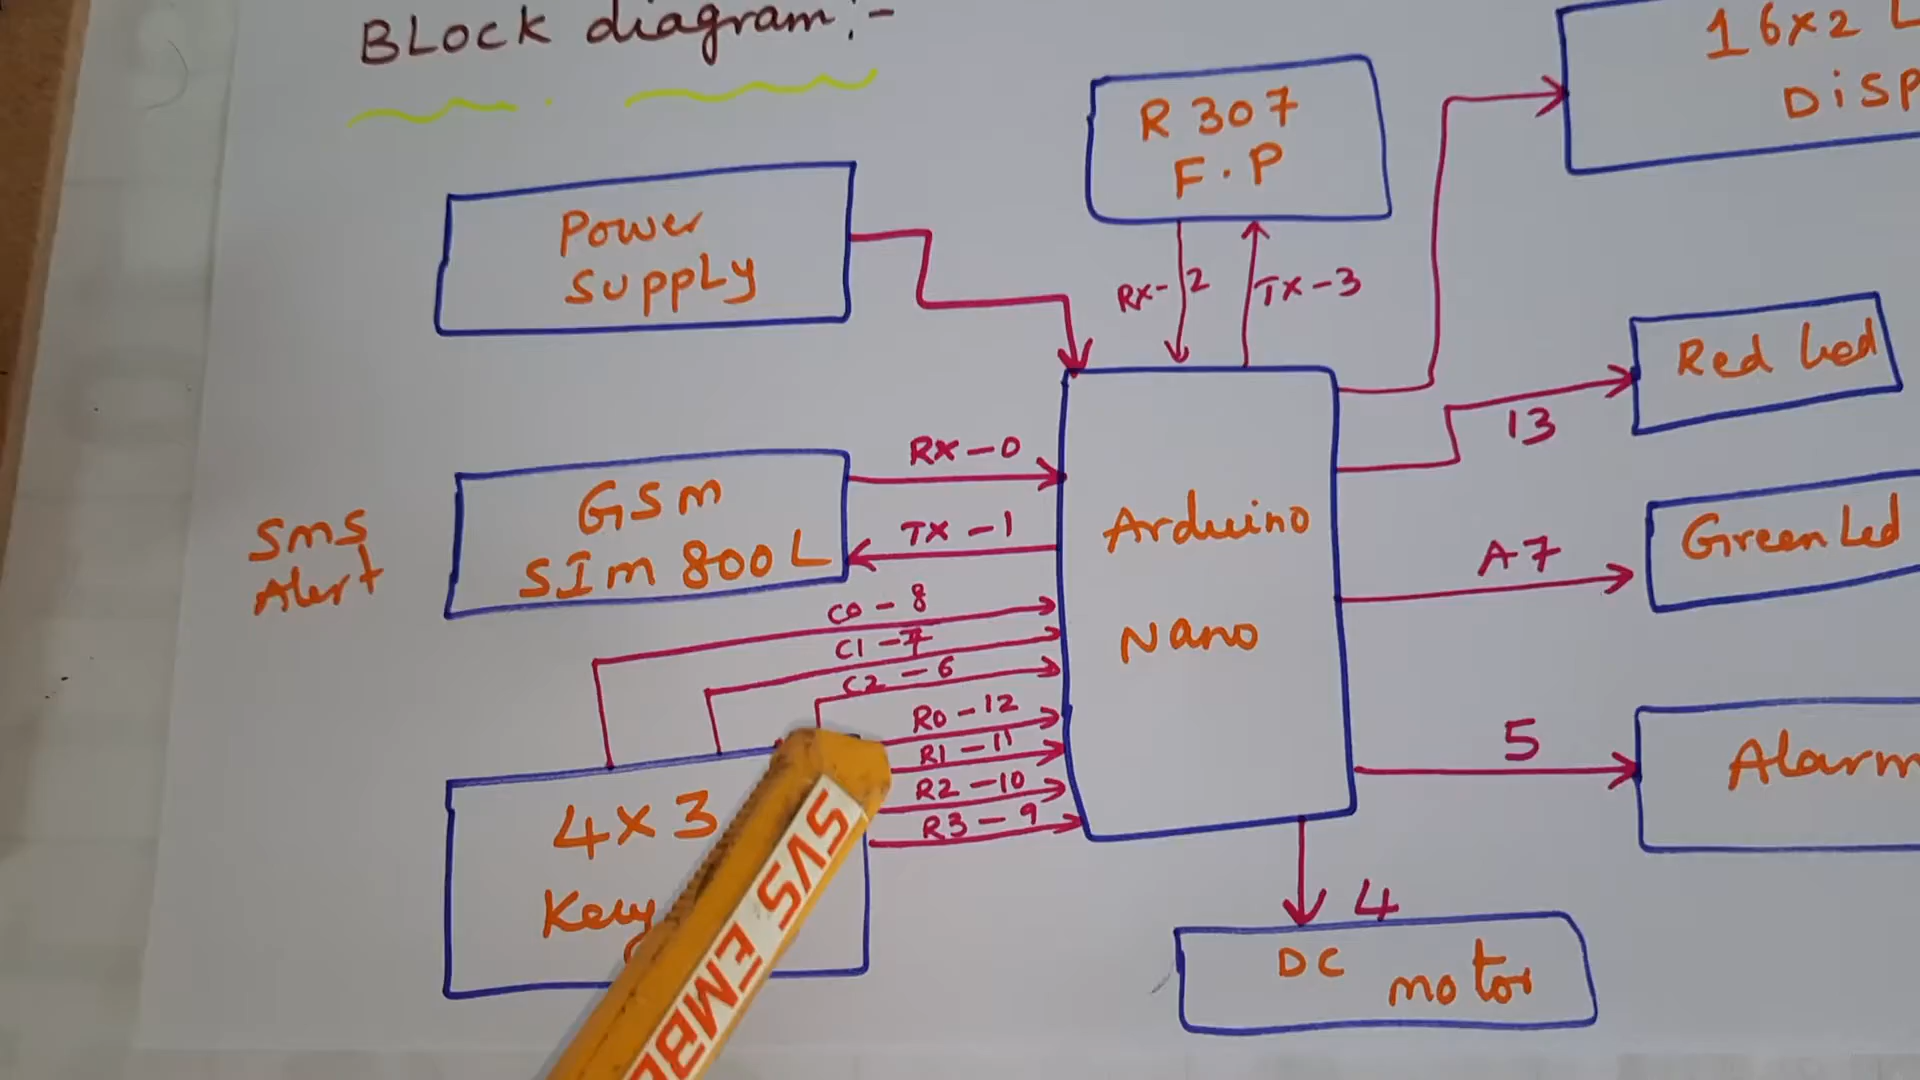 BLock diagram:-
16x2 L
Disp
R 307
F.P
Power
supply
RX-2
TX-3
Red Led
13
RX-0
GSm
SIm 800L
TX-1
Sms
Alert
Arduino
Nano
A7
Green Led
C0-8
C1-7
C2-6
R0-12
R1-11
R2-10
R3-9
5
Alarm
4x3
Key
4
DC motor
SVS EMBE